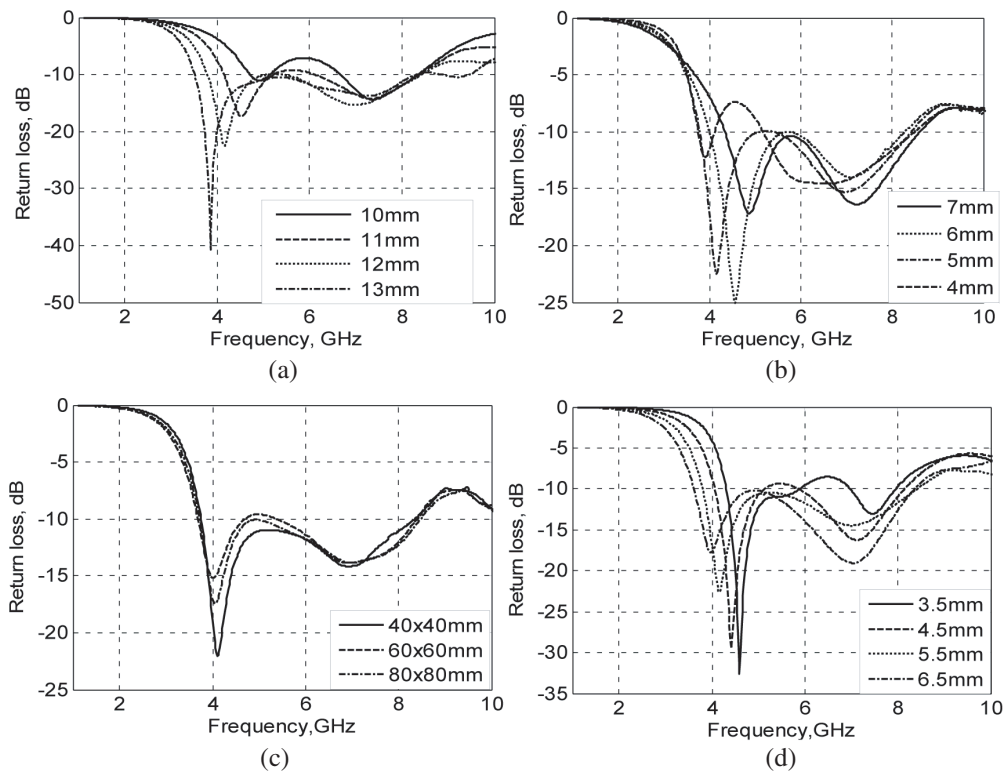 0
-10
-20
-30
-40
-50
Return loss, dB
2 4 6 8 10
Frequency, GHz
10mm
11mm
12mm
13mm
(a)
0
-5
-10
-15
-20
-25
Return loss, dB
2 4 6 8 10
Frequency, GHz
7mm
6mm
5mm
4mm
(b)
0
-5
-10
-15
-20
-25
Return loss, dB
2 4 6 8 10
Frequency,GHz
40x40mm
60x60mm
80x80mm
(c)
0
-5
-10
-15
-20
-25
-30
-35
Return loss, dB
2 4 6 8 10
Frequency,GHz
3.5mm
4.5mm
5.5mm
6.5mm
(d)